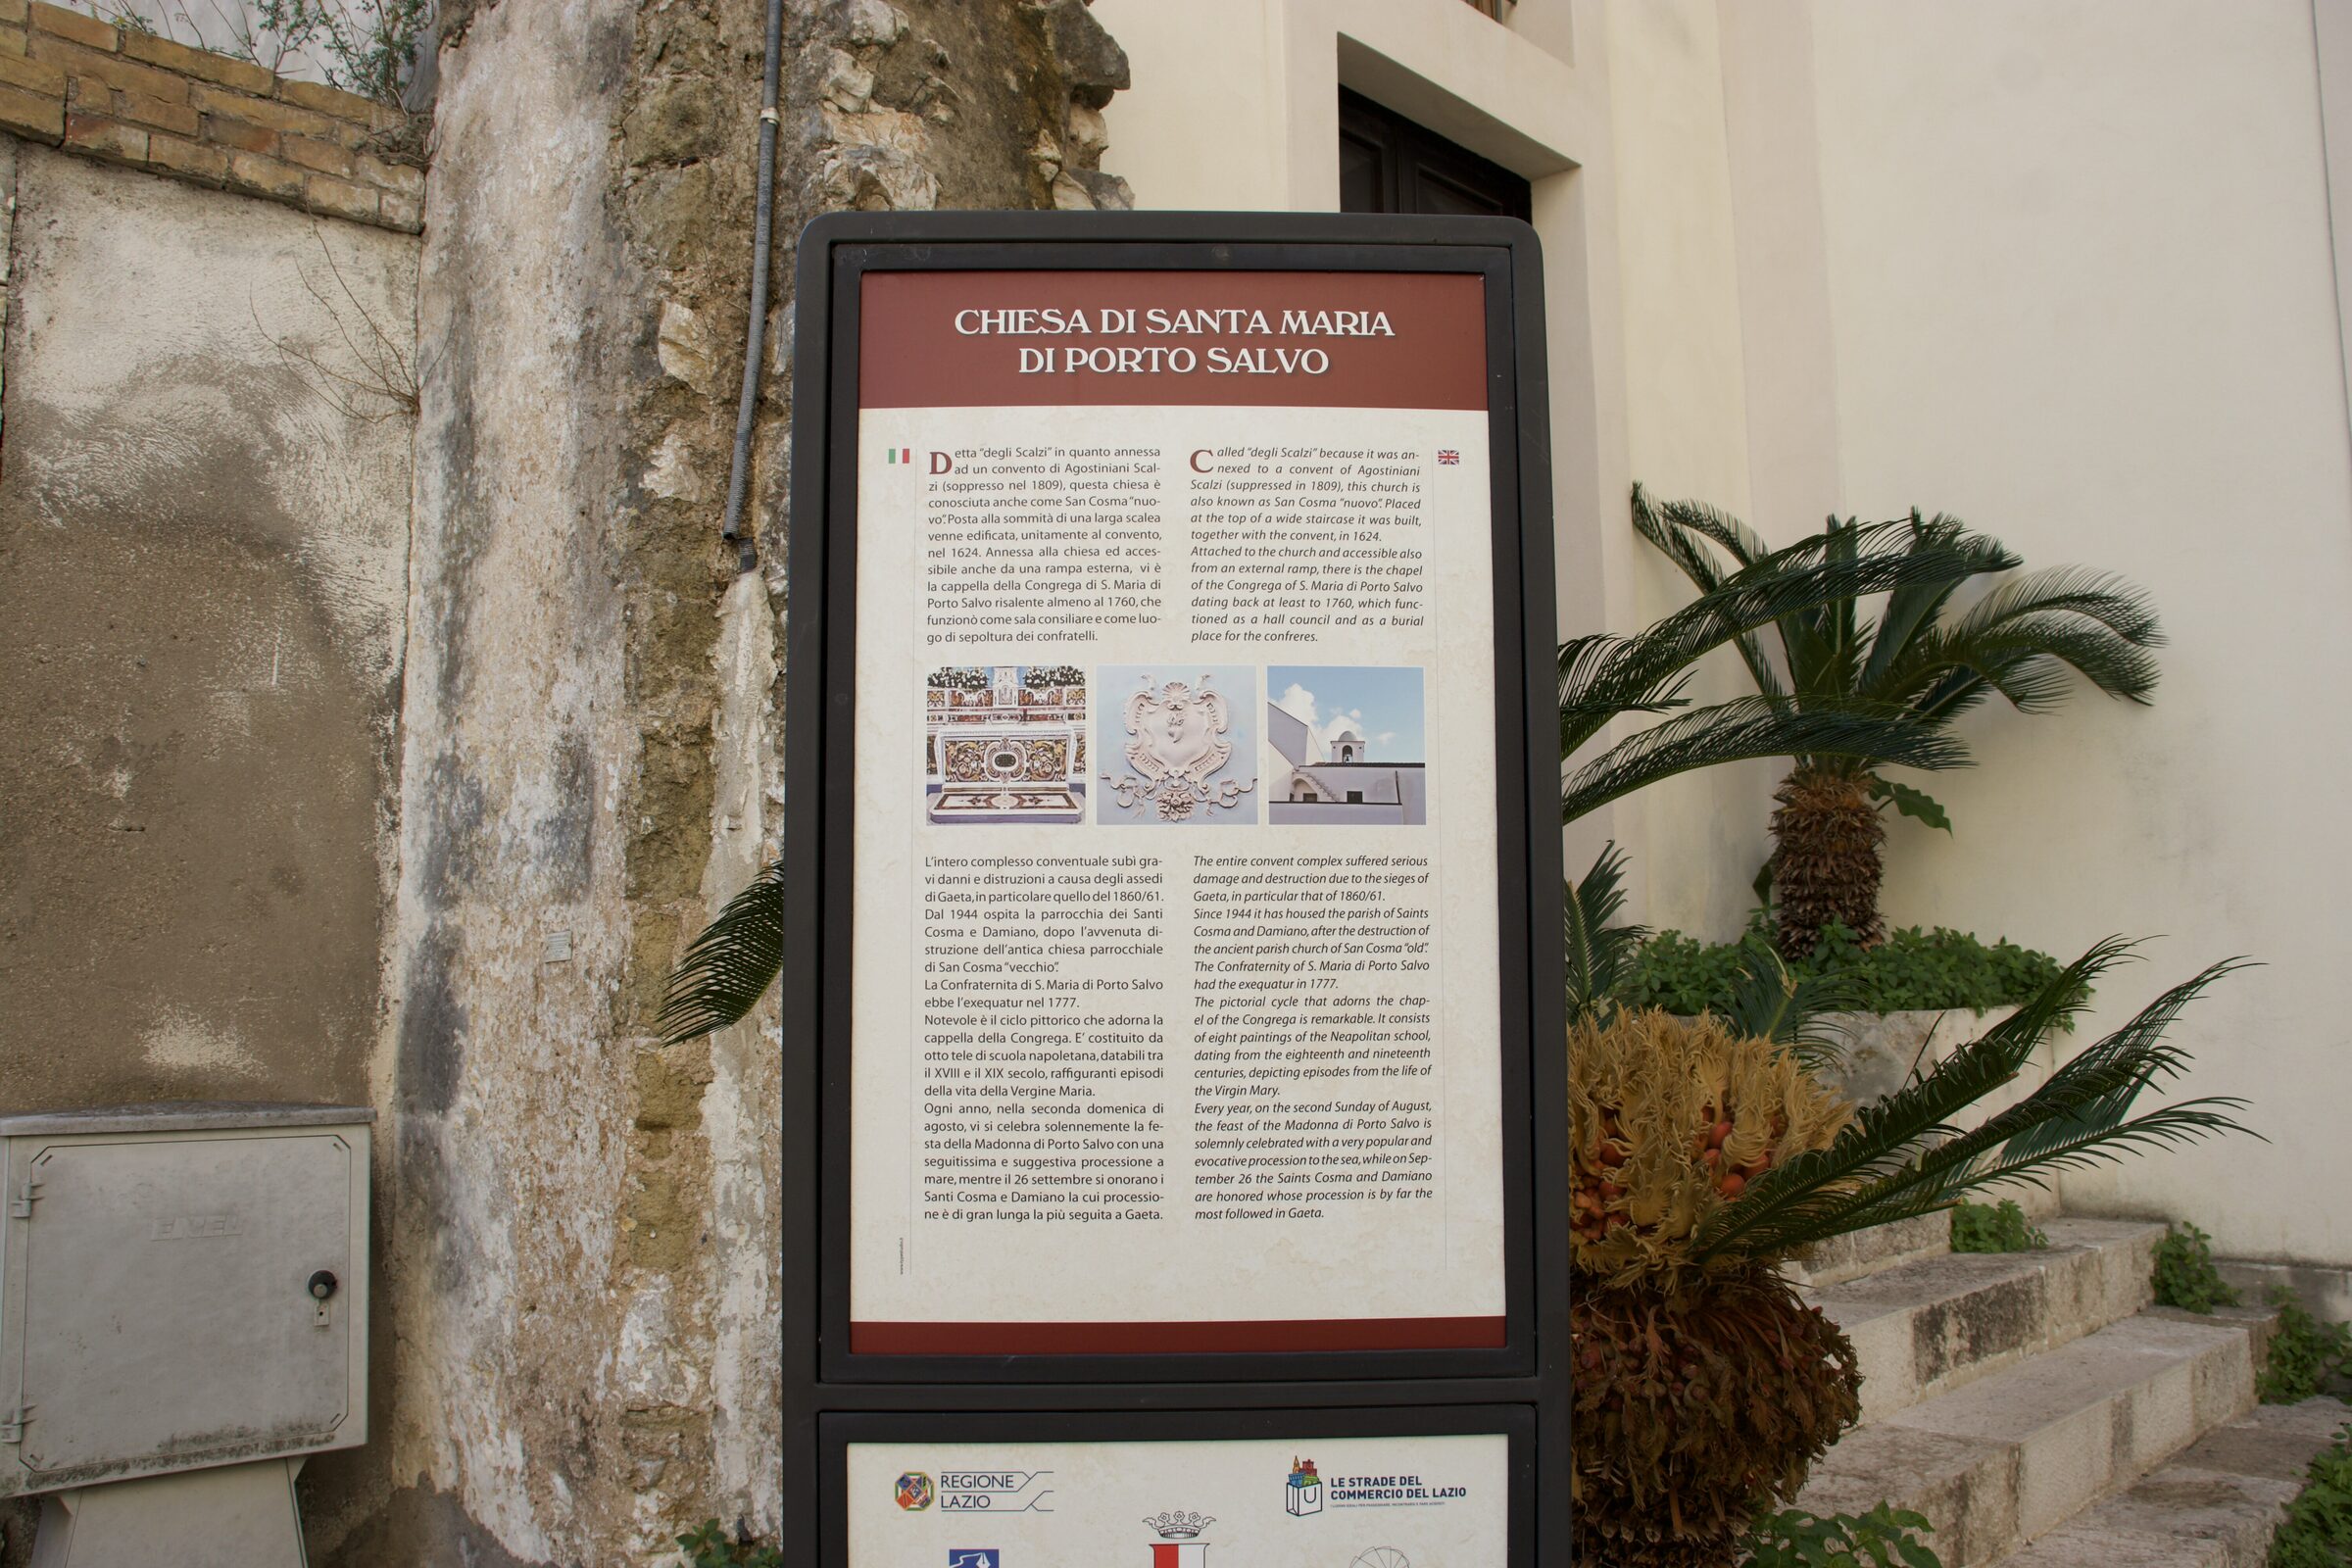 CHIESA DI SANTA MARIA
DI PORTO SALVO
Detta “degli Scalzi” in quanto annessa
ad un convento di Agostiniani Scal-
zi (soppresso nel 1809), questa chiesa è
conosciuta anche come San Cosma “nuo-
vo”. Posta alla sommità di una larga scalea
venne edificata, unitamente al convento,
nel 1624. Annessa alla chiesa ed acces-
sibile anche da una rampa esterna, vi è
la cappella della Congrega di S. Maria di
Porto Salvo risalente almeno al 1760, che
funzionò come sala consiliare e come luo-
go di sepoltura dei confratelli.
Called “degli Scalzi” because it was an-
nexed to a convent of Agostiniani
Scalzi (suppressed in 1809), this church is
also known as San Cosma “nuovo”. Placed
at the top of a wide staircase it was built,
together with the convent, in 1624.
Attached to the church and accessible also
from an external ramp, there is the chapel
of the Congrega of S. Maria di Porto Salvo
dating back at least to 1760, which func-
tioned as a hall council and as a burial
place for the confreres.
L’intero complesso conventuale subì gra-
vi danni e distruzioni a causa degli assedi
di Gaeta, in particolare quello del 1860/61.
Dal 1944 ospita la parrocchia dei Santi
Cosma e Damiano, dopo l’avvenuta di-
struzione dell’antica chiesa parrocchiale
di San Cosma “vecchio”.
La Confraternita di S. Maria di Porto Salvo
ebbe l’exequatur nel 1777.
Notevole è il ciclo pittorico che adorna la
cappella della Congrega. E’ costituito da
otto tele di scuola napoletana, databili tra
il XVIII e il XIX secolo, raffiguranti episodi
della vita della Vergine Maria.
Ogni anno, nella seconda domenica di
agosto, vi si celebra solennemente la fe-
sta della Madonna di Porto Salvo con una
seguitissima e suggestiva processione a
mare, mentre il 26 settembre si onorano i
Santi Cosma e Damiano la cui processio-
ne è di gran lunga la più seguita a Gaeta.
The entire convent complex suffered serious
damage and destruction due to the sieges of
Gaeta, in particular that of 1860/61.
Since 1944 it has housed the parish of Saints
Cosma and Damiano, after the destruction of
the ancient parish church of San Cosma “old”.
The Confraternity of S. Maria di Porto Salvo
had the exequatur in 1777.
The pictorial cycle that adorns the chap-
el of the Congrega is remarkable. It consists
of eight paintings of the Neapolitan school,
dating from the eighteenth and nineteenth
centuries, depicting episodes from the life of
the Virgin Mary.
Every year, on the second Sunday of August,
the feast of the Madonna di Porto Salvo is
solemnly celebrated with a very popular and
evocative procession to the sea, while on Sep-
tember 26 the Saints Cosma and Damiano
are honored whose procession is by far the
most followed in Gaeta.
ENEL
REGIONE
LAZIO
LE STRADE DEL
COMMERCIO DEL LAZIO